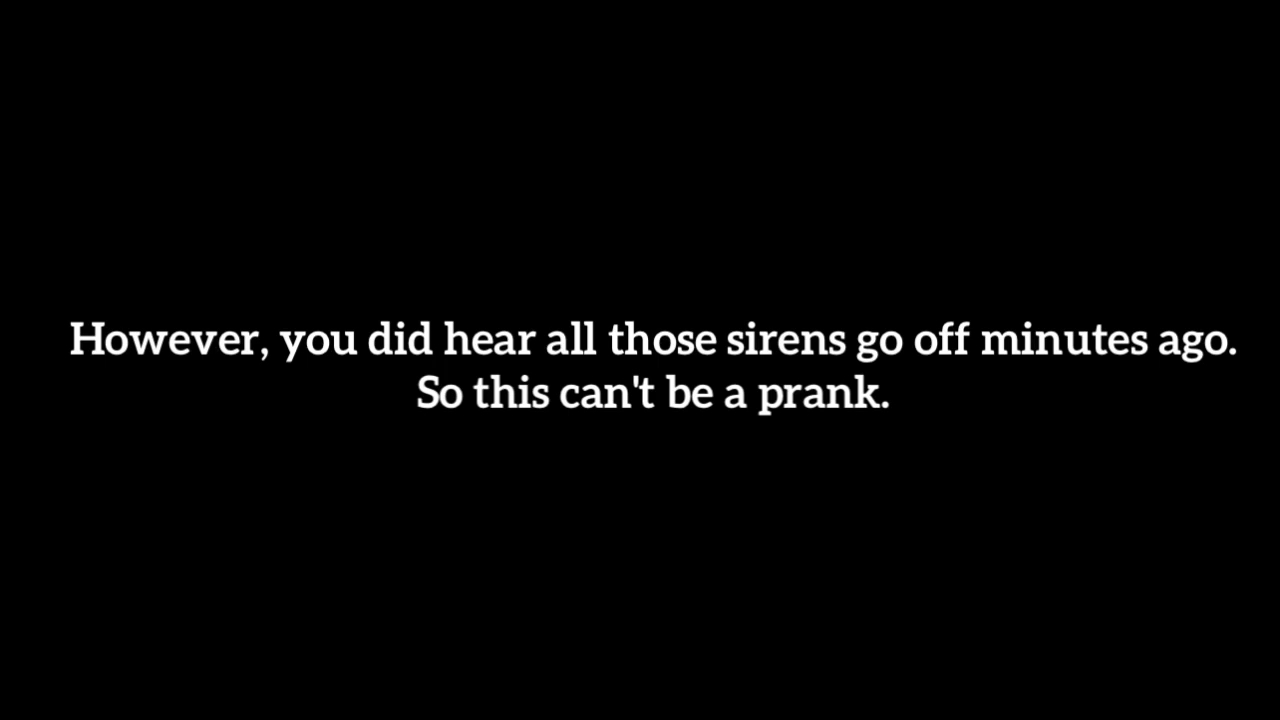 However, you did hear all those sirens go off minutes ago.
So this can't be a prank.